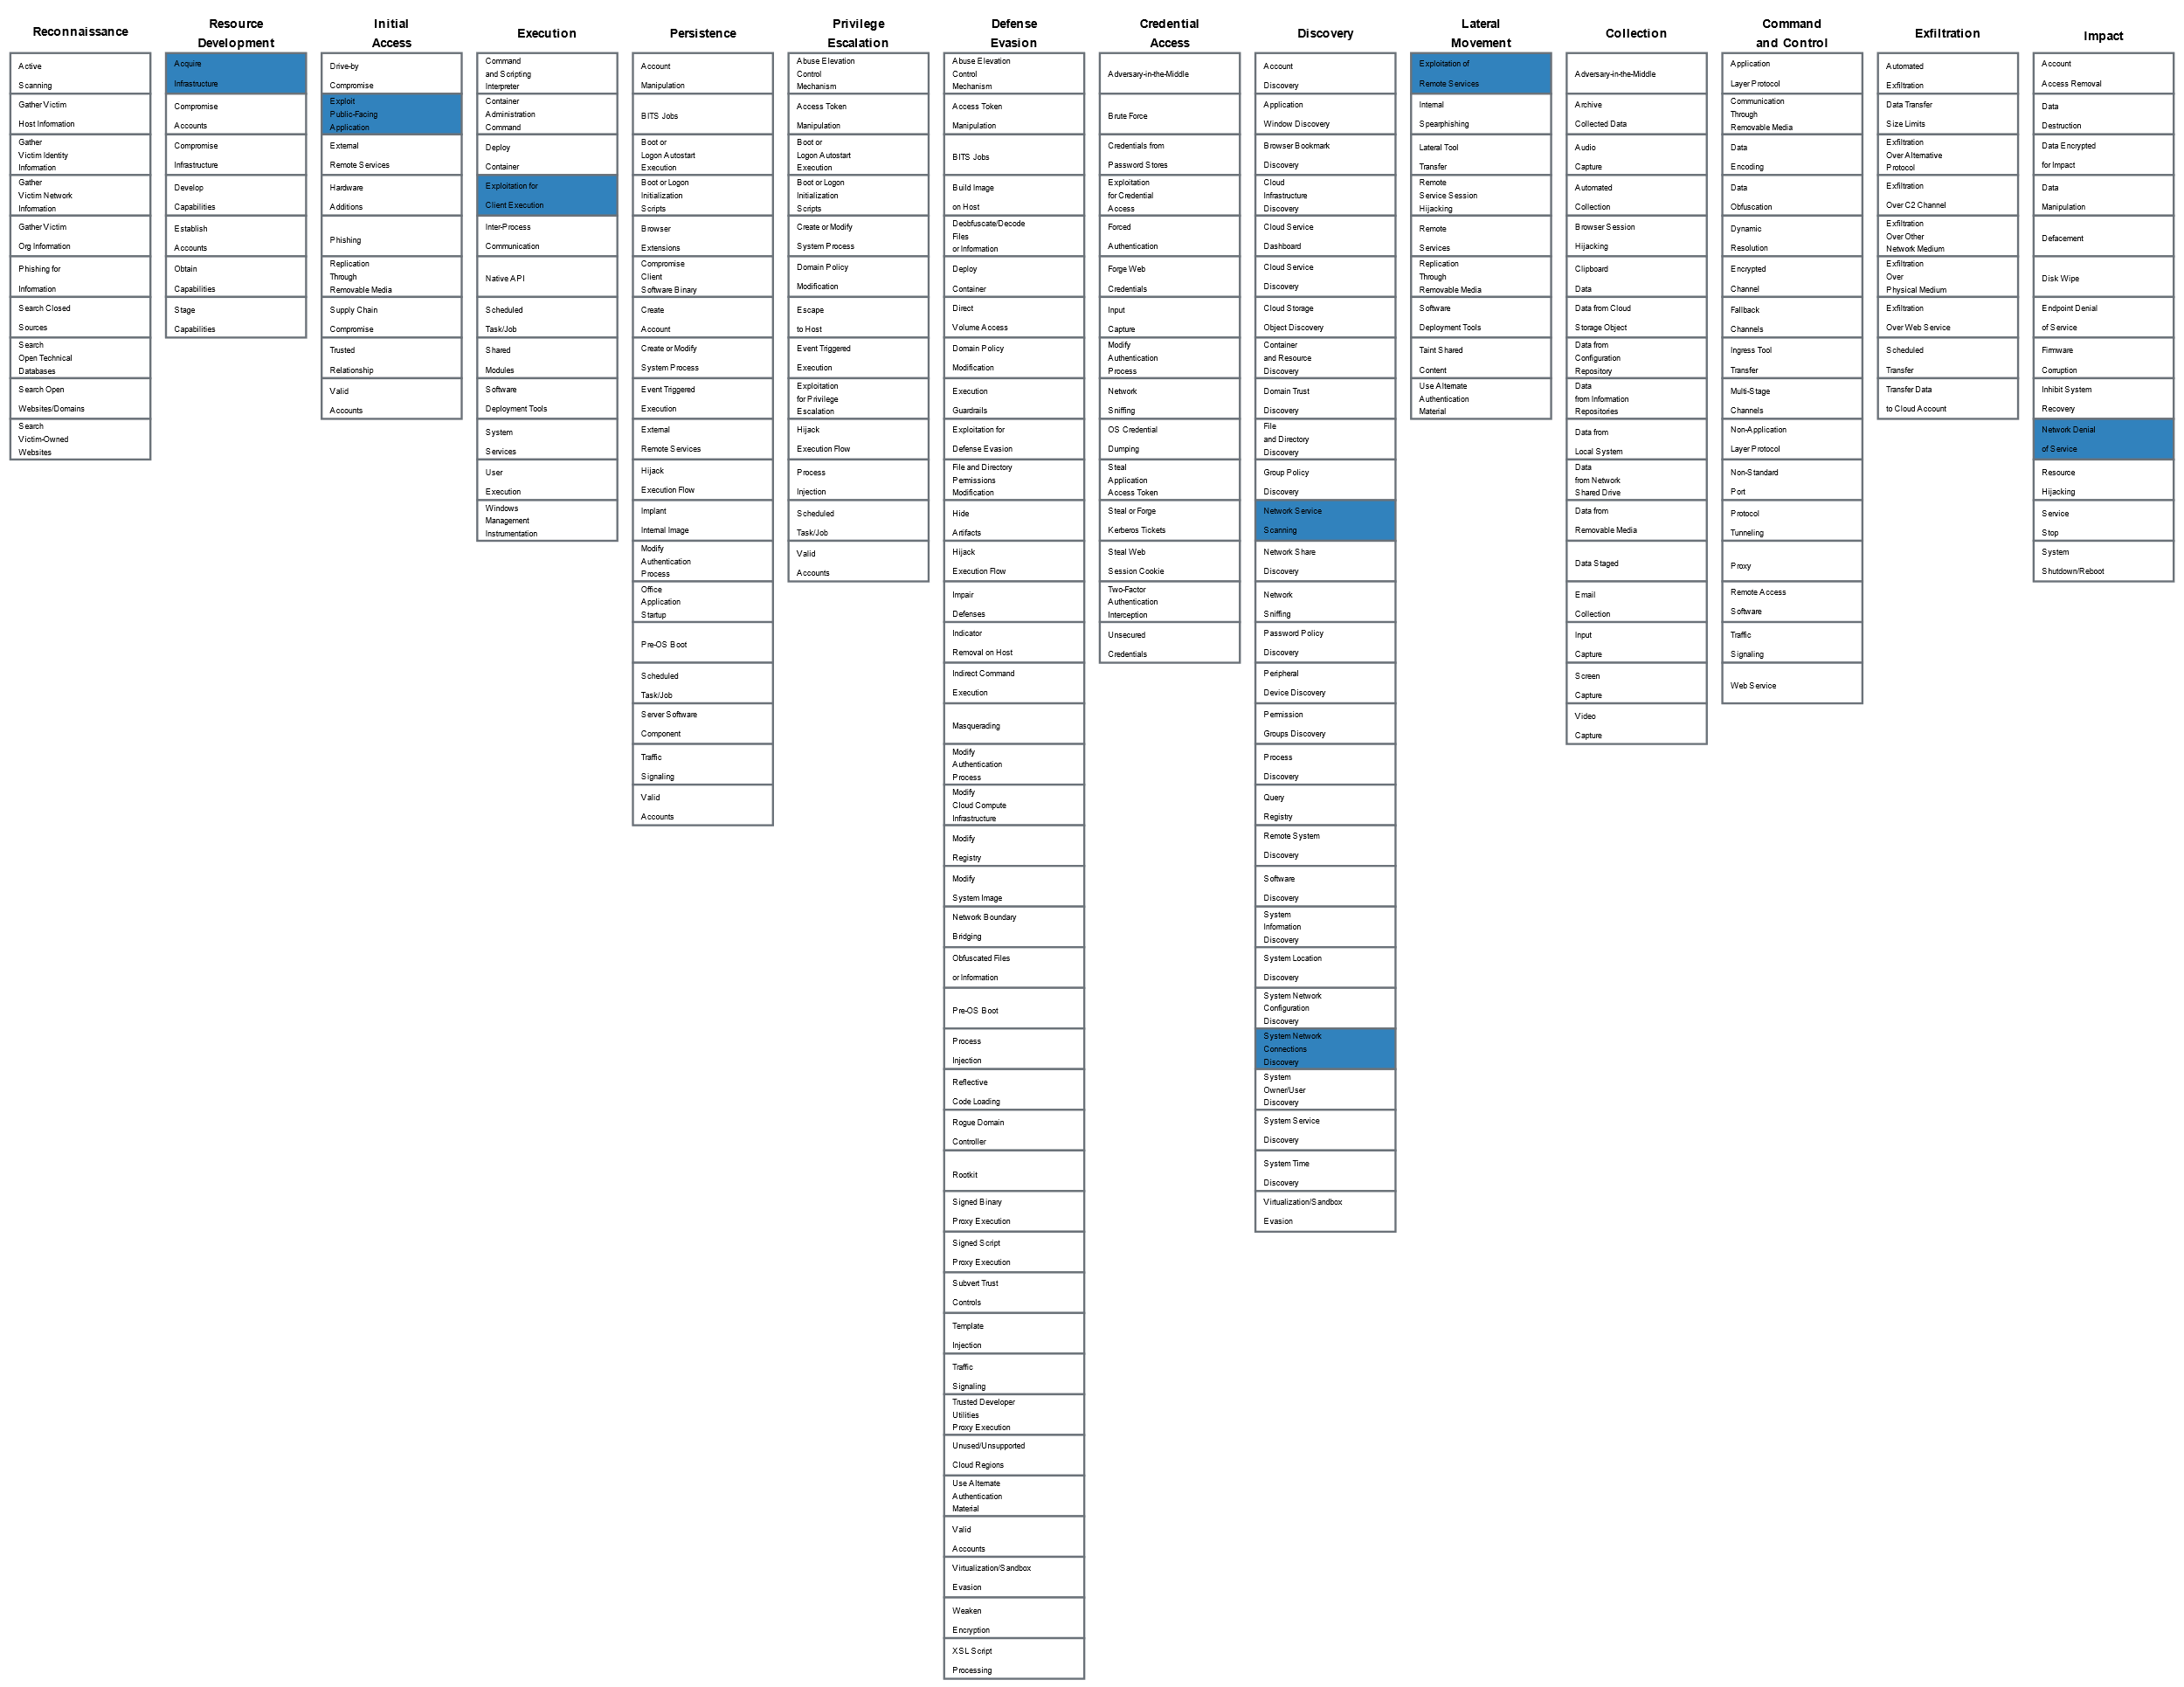 Reconnaissance
Active
Scanning
Gather Victim
Host Information
Gather
Victim Identity
Information
Gather
Victim Network
Information
Gather Victim
Org Information
Phishing for
Information
Search Closed
Sources
Search
Open Technical
Databases
Search Open
Websites/Domains
Search
Victim-Owned
Websites
Resource
Development
Acquire
Infrastructure
Compromise
Accounts
Compromise
Infrastructure
Develop
Capabilities
Establish
Accounts
Obtain
Capabilities
Stage
Capabilities
Initial
Access
Drive-by
Compromise
Exploit
Public-Facing
Application
External
Remote Services
Hardware
Additions
Phishing
Replication
Through
Removable Media
Supply Chain
Compromise
Trusted
Relationship
Valid
Accounts
Execution
Command
and Scripting
Interpreter
Container
Administration
Command
Deploy
Container
Exploitation for
Client Execution
Inter-Process
Communication
Native API
Scheduled
Task/Job
Shared
Modules
Software
Deployment Tools
System
Services
User
Execution
Windows
Management
Instrumentation
Persistence
Account
Manipulation
BITS Jobs
Boot or
Logon Autostart
Execution
Boot or Logon
Initialization
Scripts
Browser
Extensions
Compromise
Client
Software Binary
Create
Account
Create or Modify
System Process
Event Triggered
Execution
External
Remote Services
Hijack
Execution Flow
Implant
Internal Image
Modify
Authentication
Process
Office
Application
Startup
Pre-OS Boot
Scheduled
Task/Job
Server Software
Component
Traffic
Signaling
Valid
Accounts
Privilege
Escalation
Abuse Elevation
Control
Mechanism
Access Token
Manipulation
Boot or
Logon Autostart
Execution
Boot or Logon
Initialization
Scripts
Create or Modify
System Process
Domain Policy
Modification
Escape
to Host
Event Triggered
Execution
Exploitation
for Privilege
Escalation
Hijack
Execution Flow
Process
Injection
Scheduled
Task/Job
Valid
Accounts
Defense
Evasion
Abuse Elevation
Control
Mechanism
Access Token
Manipulation
BITS Jobs
Build Image
on Host
Deobfuscate/Decode
Files
or Information
Deploy
Container
Direct
Volume Access
Domain Policy
Modification
Execution
Guardrails
Exploitation for
Defense Evasion
File and Directory
Permissions
Modification
Hide
Artifacts
Hijack
Execution Flow
Impair
Defenses
Indicator
Removal on Host
Indirect Command
Execution
Masquerading
Modify
Authentication
Process
Modify
Cloud Compute
Infrastructure
Modify
Registry
Modify
System Image
Network Boundary
Bridging
Obfuscated Files
or Information
Pre-OS Boot
Process
Injection
Reflective
Code Loading
Rogue Domain
Controller
Rootkit
Signed Binary
Proxy Execution
Signed Script
Proxy Execution
Subvert Trust
Controls
Template
Injection
Traffic
Signaling
Trusted Developer
Utilities
Proxy Execution
Unused/Unsupported
Cloud Regions
Use Alternate
Authentication
Material
Valid
Accounts
Virtualization/Sandbox
Evasion
Weaken
Encryption
XSL Script
Processing
Credential
Access
Adversary-in-the-Middle
Brute Force
Credentials from
Password Stores
Exploitation
for Credential
Access
Forced
Authentication
Forge Web
Credentials
Input
Capture
Modify
Authentication
Process
Network
Sniffing
OS Credential
Dumping
Steal
Application
Access Token
Steal or Forge
Kerberos Tickets
Steal Web
Session Cookie
Two-Factor
Authentication
Interception
Unsecured
Credentials
Discovery
Account
Discovery
Application
Window Discovery
Browser Bookmark
Discovery
Cloud
Infrastructure
Discovery
Cloud Service
Dashboard
Cloud Service
Discovery
Cloud Storage
Object Discovery
Container
and Resource
Discovery
Domain Trust
Discovery
File
and Directory
Discovery
Group Policy
Discovery
Network Service
Scanning
Network Share
Discovery
Network
Sniffing
Password Policy
Discovery
Peripheral
Device Discovery
Permission
Groups Discovery
Process
Discovery
Query
Registry
Remote System
Discovery
Software
Discovery
System
Information
Discovery
System Location
Discovery
System Network
Configuration
Discovery
System Network
Connections
Discovery
System
Owner/User
Discovery
System Service
Discovery
System Time
Discovery
Virtualization/Sandbox
Evasion
Lateral
Movement
Exploitation of
Remote Services
Internal
Spearphishing
Lateral Tool
Transfer
Remote
Service Session
Hijacking
Remote
Services
Replication
Through
Removable Media
Software
Deployment Tools
Taint Shared
Content
Use Alternate
Authentication
Material
Collection
Adversary-in-the-Middle
Archive
Collected Data
Audio
Capture
Automated
Collection
Browser Session
Hijacking
Clipboard
Data
Data from Cloud
Storage Object
Data from
Configuration
Repository
Data
from Information
Repositories
Data from
Local System
Data
from Network
Shared Drive
Data from
Removable Media
Data Staged
Email
Collection
Input
Capture
Screen
Capture
Video
Capture
Command
and Control
Application
Layer Protocol
Communication
Through
Removable Media
Data
Encoding
Data
Obfuscation
Dynamic
Resolution
Encrypted
Channel
Fallback
Channels
Ingress Tool
Transfer
Multi-Stage
Channels
Non-Application
Layer Protocol
Non-Standard
Port
Protocol
Tunneling
Proxy
Remote Access
Software
Traffic
Signaling
Web Service
Exfiltration
Automated
Exfiltration
Data Transfer
Size Limits
Exfiltration
Over Alternative
Protocol
Exfiltration
Over C2 Channel
Exfiltration
Over Other
Network Medium
Exfiltration
Over
Physical Medium
Exfiltration
Over Web Service
Scheduled
Transfer
Transfer Data
to Cloud Account
Impact
Account
Access Removal
Data
Destruction
Data Encrypted
for Impact
Data
Manipulation
Defacement
Disk Wipe
Endpoint Denial
of Service
Firmware
Corruption
Inhibit System
Recovery
Network Denial
of Service
Resource
Hijacking
Service
Stop
System
Shutdown/Reboot